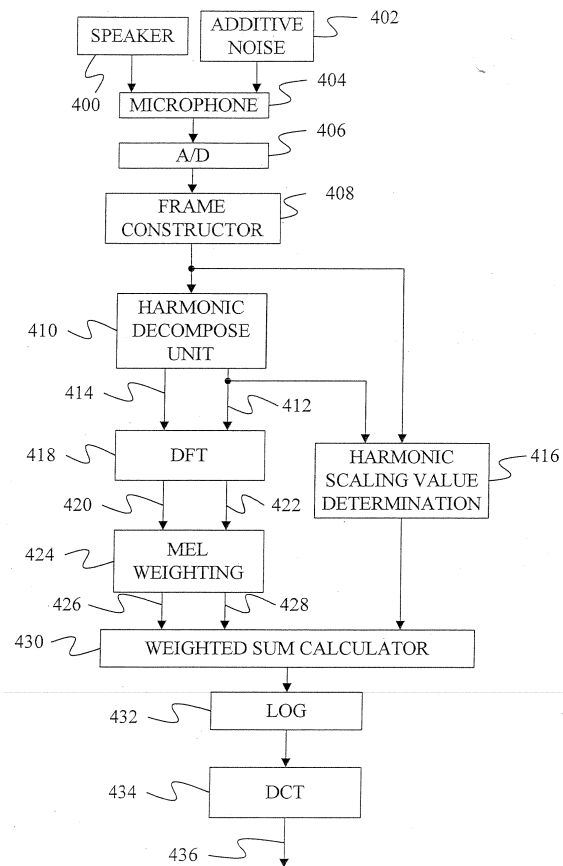 SPEAKER
ADDITIVE
NOISE
402
400
MICROPHONE
404
A/D
406
FRAME
CONSTRUCTOR
408
HARMONIC
DECOMPOSE
UNIT
410
414
412
418
DFT
HARMONIC
SCALING VALUE
DETERMINATION
416
420
422
424
MEL
WEIGHTING
426
428
430
WEIGHTED SUM CALCULATOR
432
LOG
434
DCT
436